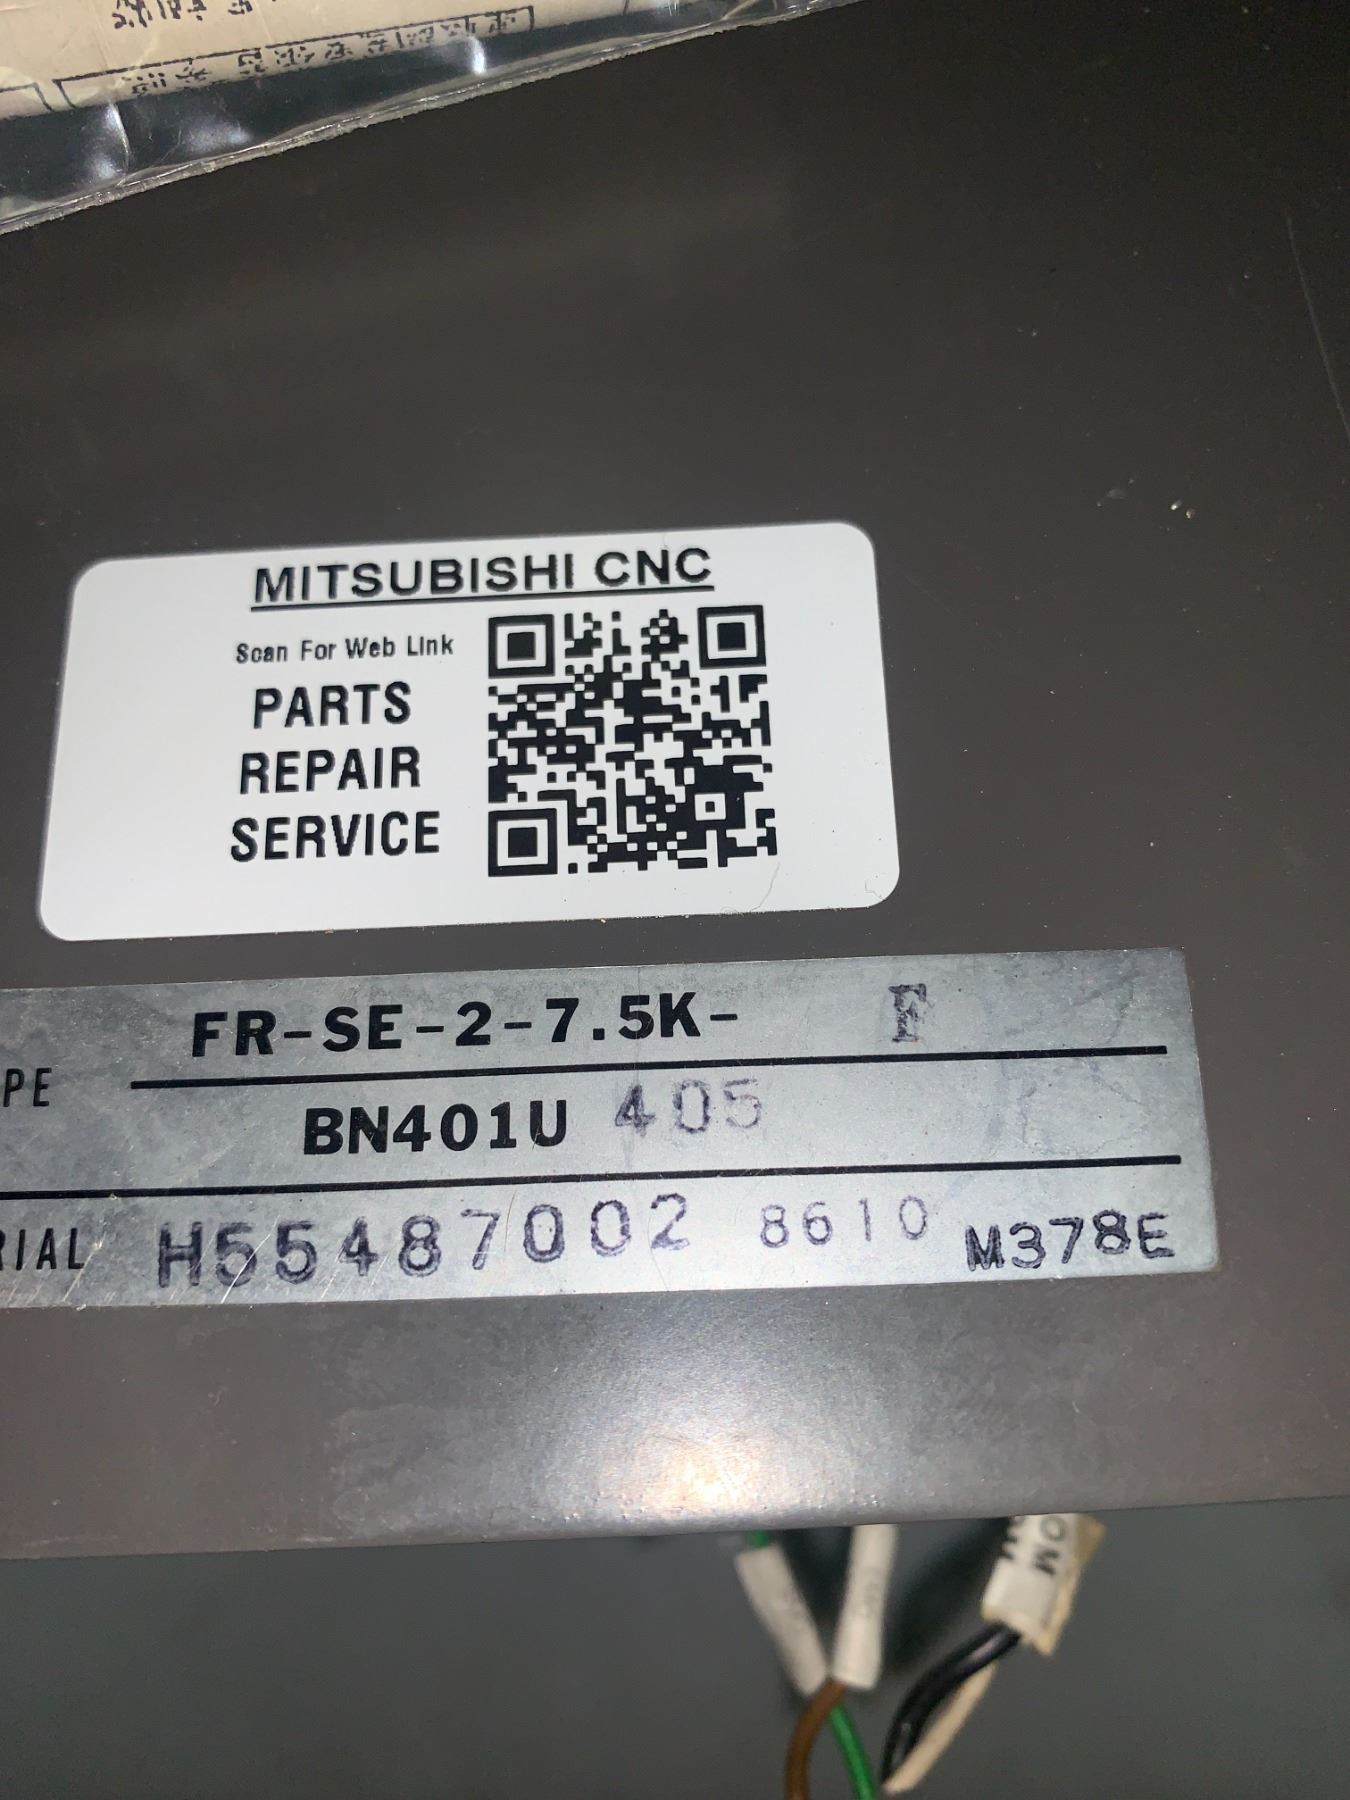 MITSUBISHI CNC
Scan For Web Link
PARTS
REPAIR
SERVICE
FR-SE-2-7.5K- F
PE
BN401U 405
RIAL H55487002 8610 M378E
OM